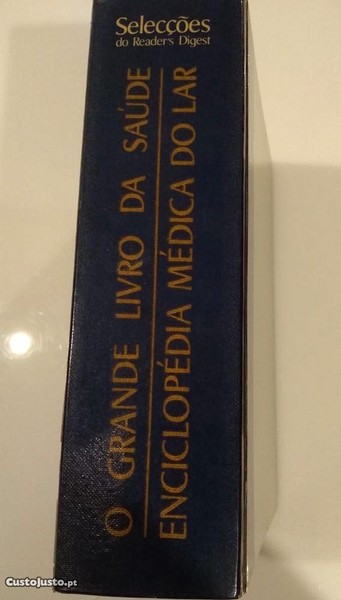 Selecções
do Reader's Digest
O GRANDE LIVRO DA SAÚDE
ENCICLOPÉDIA MÉDICA DO LAR
CustoJusto.pt